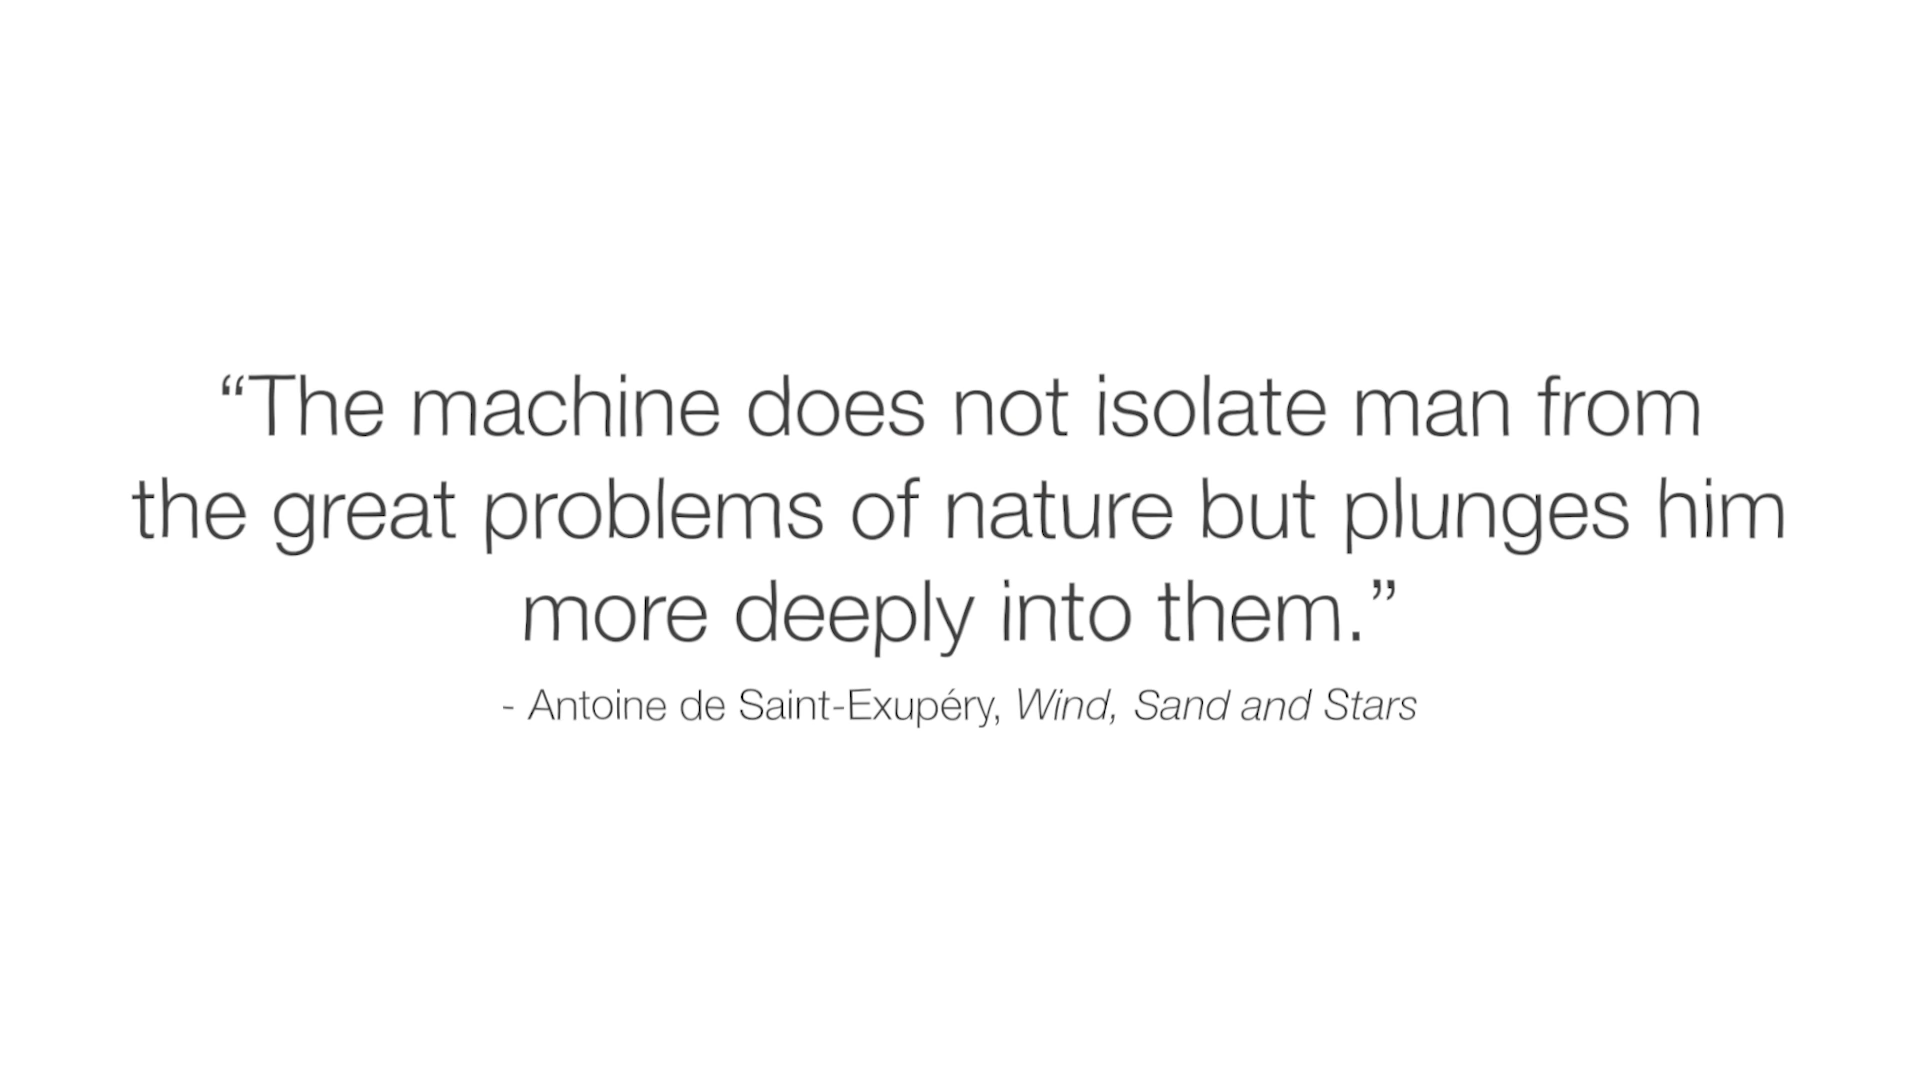 “The machine does not isolate man from
the great problems of nature but plunges him
more deeply into them.”
- Antoine de Saint-Exupéry, Wind, Sand and Stars